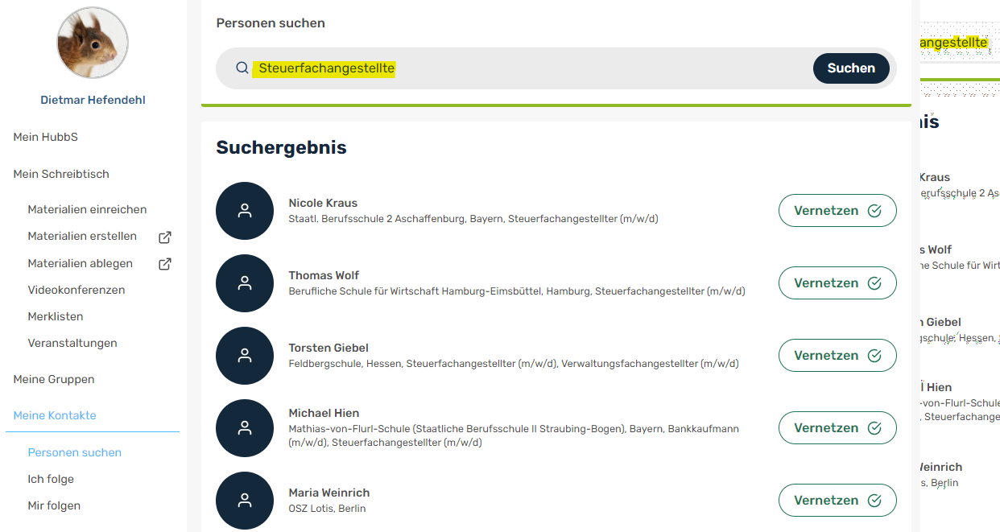 Dietmar Hefendehl
Mein HubbS
Mein Schreibtisch
Materialien einreichen
Materialien erstellen
Materialien ablegen
Videokonferenzen
Merklisten
Veranstaltungen
Meine Gruppen
Meine Kontakte
Personen suchen
Ich folge
Mir folgen
Personen suchen
Steuerfachangestellte
Suchen
Suchergebnis
Nicole Kraus
Staatl. Berufsschule 2 Aschaffenburg, Bayern, Steuerfachangestellter (m/w/d)
Vernetzen
Thomas Wolf
Berufliche Schule für Wirtschaft Hamburg-Eimsbüttel, Hamburg, Steuerfachangestellter (m/w/d)
Vernetzen
Torsten Giebel
Feldbergschule, Hessen, Steuerfachangestellter (m/w/d), Verwaltungsfachangestellter (m/w/d)
Vernetzen
Michael Hien
Mathias-von-Flurl-Schule (Staatliche Berufsschule II Straubing-Bogen), Bayern, Bankkaufmann
(m/w/d), Steuerfachangestellter (m/w/d)
Vernetzen
Maria Weinrich
OSZ Lotis, Berlin
Vernetzen
angestellte
nis
Kraus
erufsschule 2 As
s Wolf
ne Schule für Wirt
n Giebel
gschule, Hessen,
l Hien
-von-Flurl-Schule
, Steuerfachange
Weinrich
s, Berlin